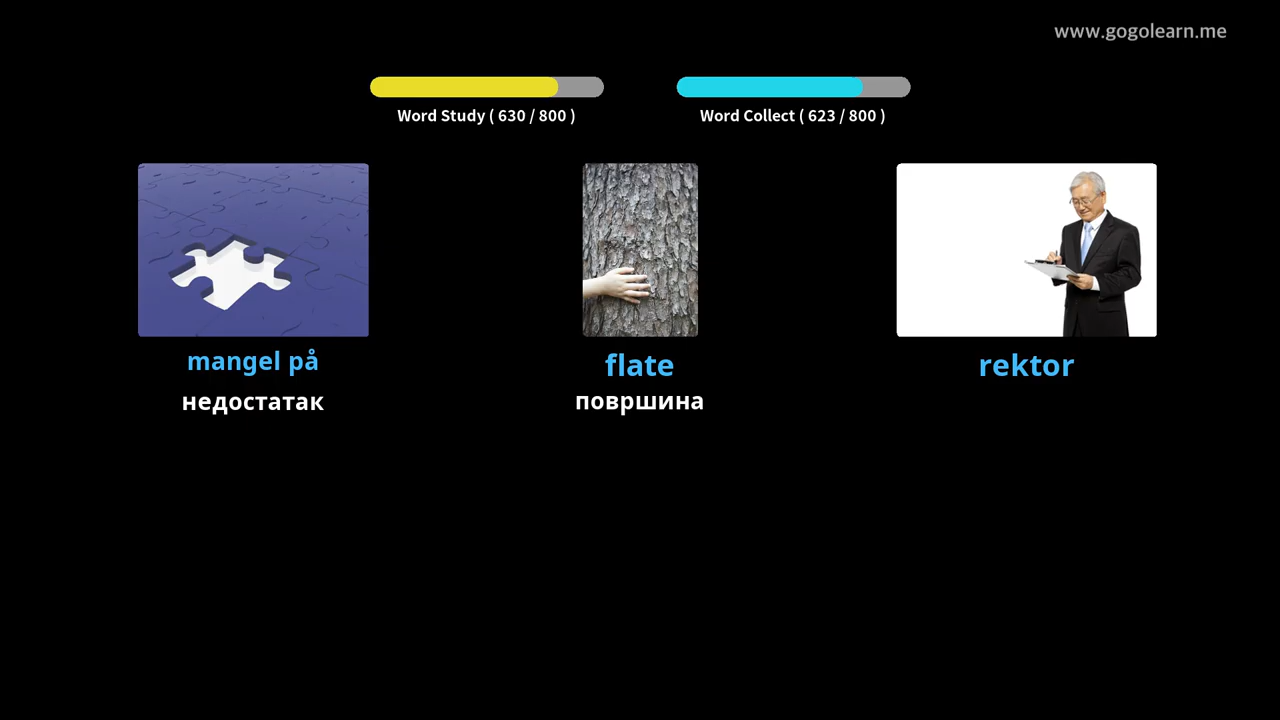 www.gogolearn.me
Word Study ( 630 / 800 )
Word Collect ( 623 / 800 )
mangel på
недостатак
flate
површина
rektor